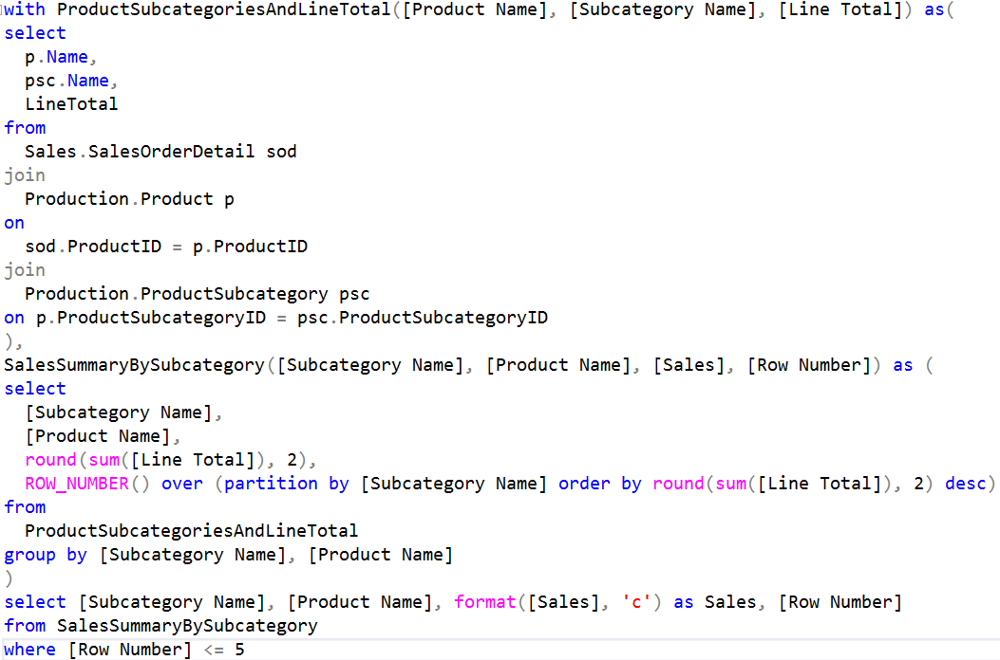 with ProductSubcategoriesAndLineTotal([Product Name], [Subcategory Name], [Line Total]) as(
select
  p.Name,
  psc.Name,
  LineTotal
from
  Sales.SalesOrderDetail sod
join
  Production.Product p
on
  sod.ProductID = p.ProductID
join
  Production.ProductSubcategory psc
on p.ProductSubcategoryID = psc.ProductSubcategoryID
),
SalesSummaryBySubcategory([Subcategory Name], [Product Name], [Sales], [Row Number]) as (
select
  [Subcategory Name],
  [Product Name],
  round(sum([Line Total]), 2),
  ROW_NUMBER() over (partition by [Subcategory Name] order by round(sum([Line Total]), 2) desc)
from
  ProductSubcategoriesAndLineTotal
group by [Subcategory Name], [Product Name]
)
select [Subcategory Name], [Product Name], format([Sales], 'c') as Sales, [Row Number]
from SalesSummaryBySubcategory
where [Row Number] <= 5